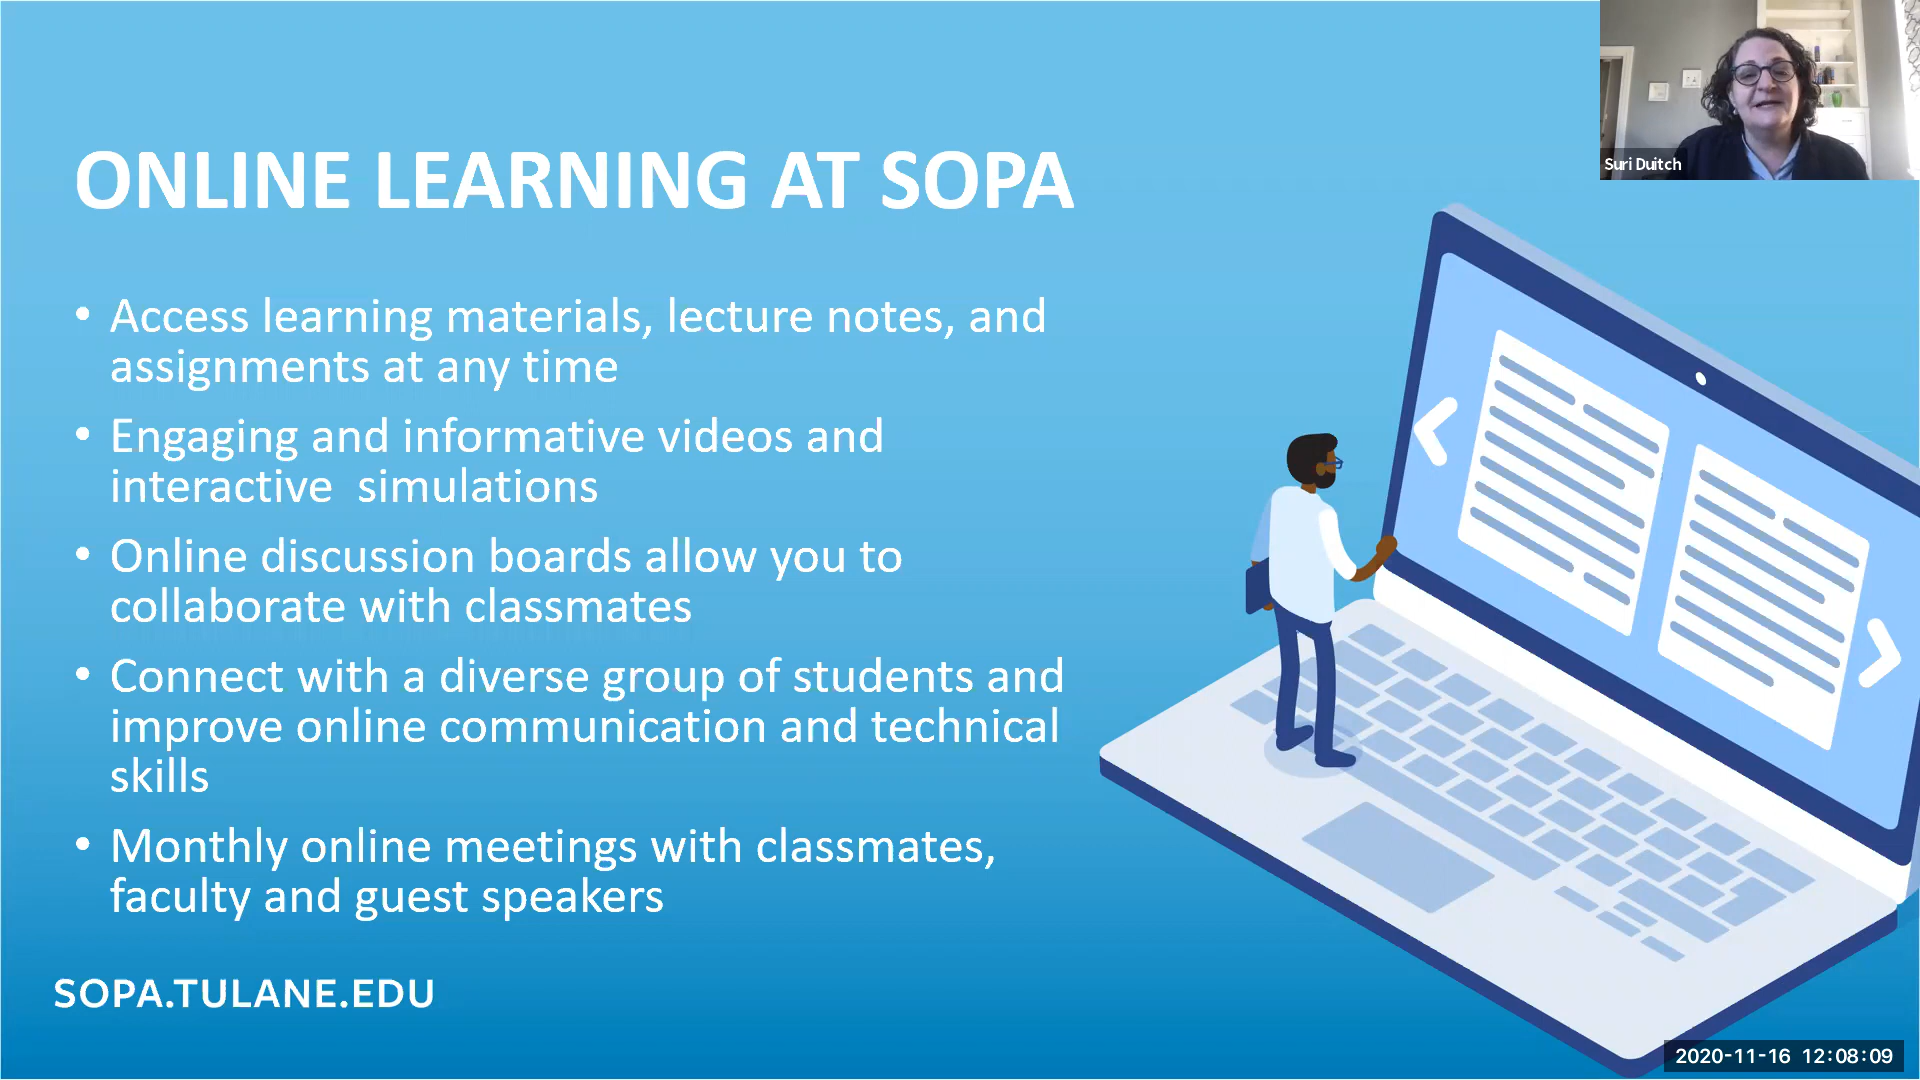 ONLINE LEARNING AT SOPA
• Access learning materials, lecture notes, and
assignments at any time
• Engaging and informative videos and
interactive  simulations
• Online discussion boards allow you to
collaborate with classmates
• Connect with a diverse group of students and
improve online communication and technical
skills
• Monthly online meetings with classmates,
faculty and guest speakers
SOPA.TULANE.EDU
Suri Duitch
2020-11-16 12:08:09